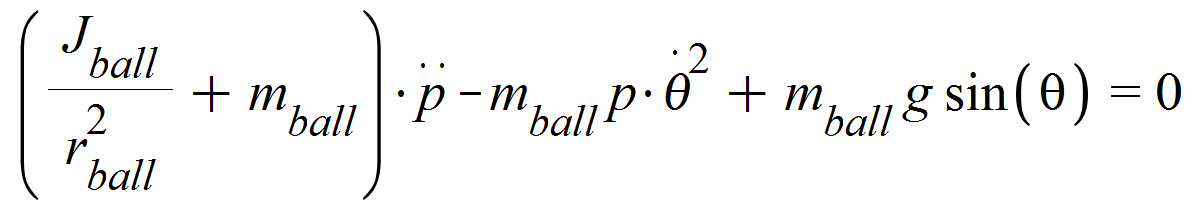 (J_ball / r_ball^2 + m_ball) · p̈ - m_ball p · θ̇^2 + m_ball g sin(θ) = 0